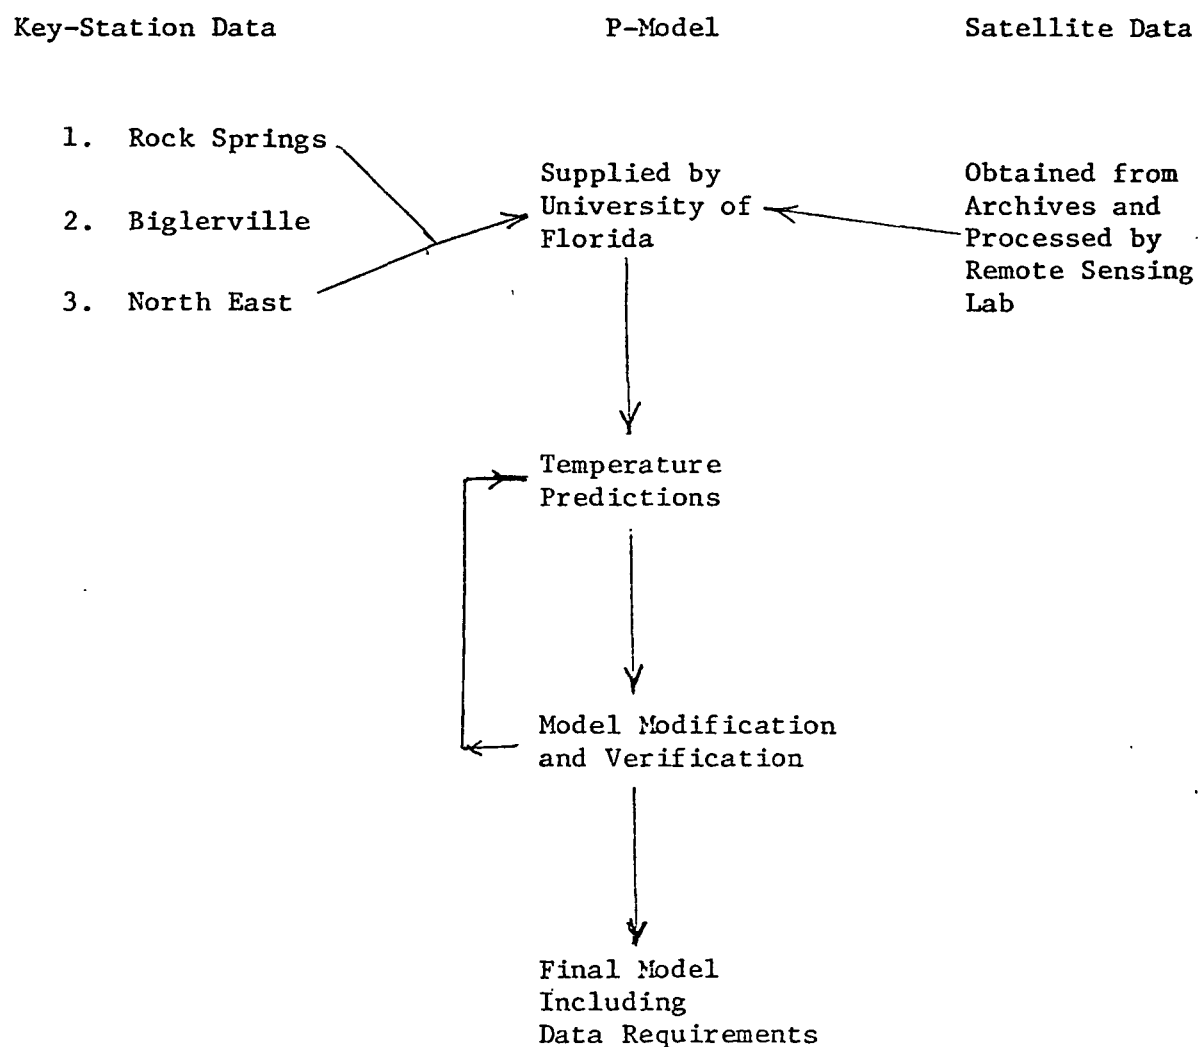 Key-Station Data
P-Model
Satellite Data
1. Rock Springs
2. Biglerville
3. North East
Supplied by
University of
Florida
Obtained from
Archives and
Processed by
Remote Sensing
Lab
Temperature
Predictions
Model Modification
and Verification
Final Model
Including
Data Requirements